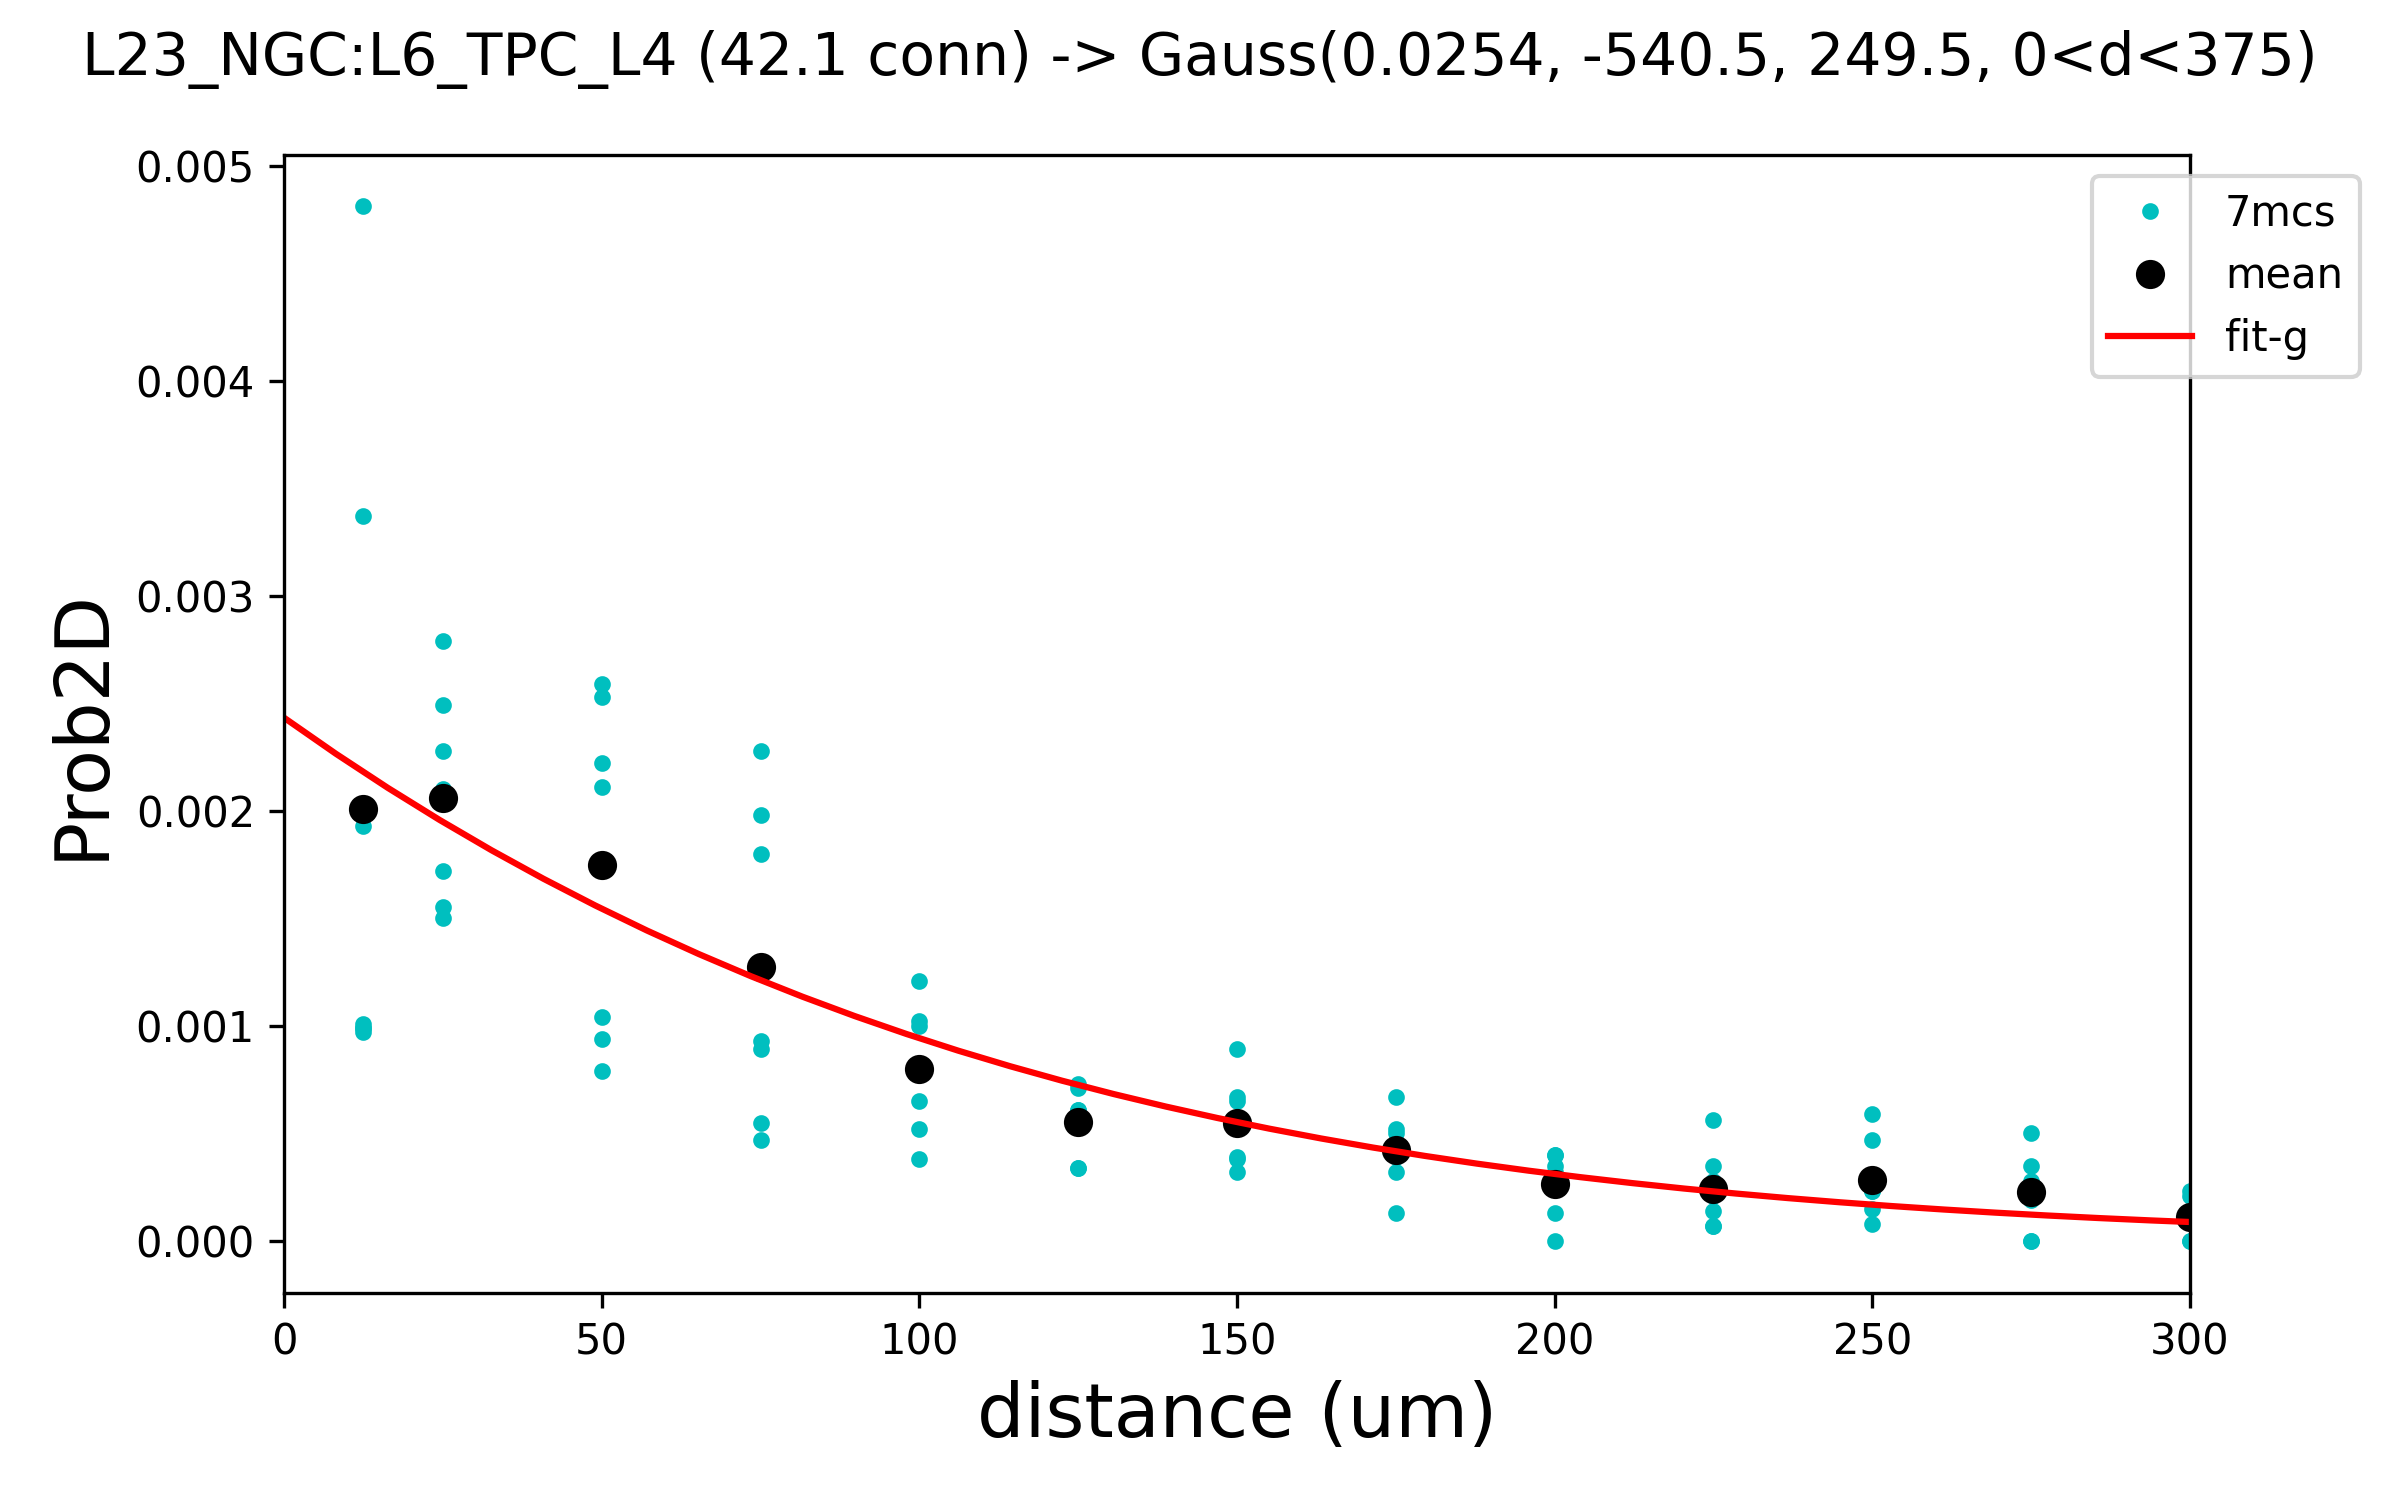 L23_NGC:L6_TPC_L4 (42.1 conn) -> Gauss(0.0254, -540.5, 249.5, 0<d<375)
0.005
0.004
0.003
0.002
0.001
0.000
Prob2D
7mcs
mean
fit-g
0 50 100 150 200 250 300
distance (um)